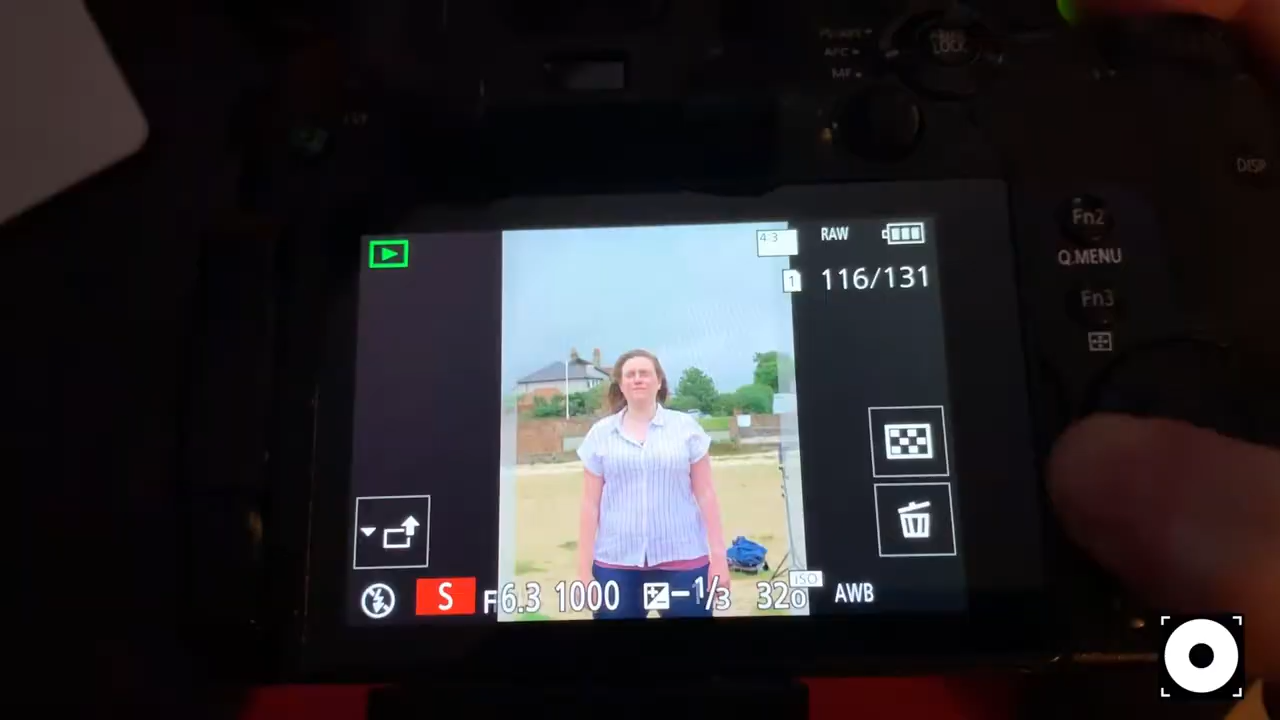 AFC
MF
LOCK
DISP
Fn2
Q.MENU
Fn3
4:3
RAW
1
116/131
S
F6.3 1000 −1/3 ISO 320 AWB